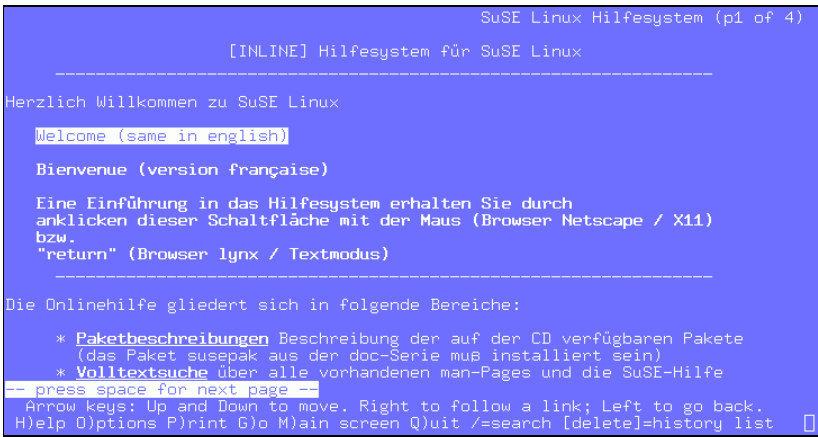 SuSE Linux Hilfesystem (p1 of 4)
[INLINE] Hilfesystem für SuSE Linux
Herzlich Willkommen zu SuSE Linux
Welcome (same in english)
Bienvenue (version française)
Eine Einführung in das Hilfesystem erhalten Sie durch
anklicken dieser Schaltfläche mit der Maus (Browser Netscape / X11)
bzw.
"return" (Browser lynx / Textmodus)
Die Onlinehilfe gliedert sich in folgende Bereiche:
* Paketbeschreibungen Beschreibung der auf der CD verfügbaren Pakete
(das Paket susepak aus der doc-Serie muß installiert sein)
* Volltextsuche über alle vorhandenen man-Pages und die SuSE-Hilfe
-- press space for next page --
Arrow keys: Up and Down to move. Right to follow a link; Left to go back.
H)elp O)ptions P)rint G)o M)ain screen Q)uit /=search [delete]=history list